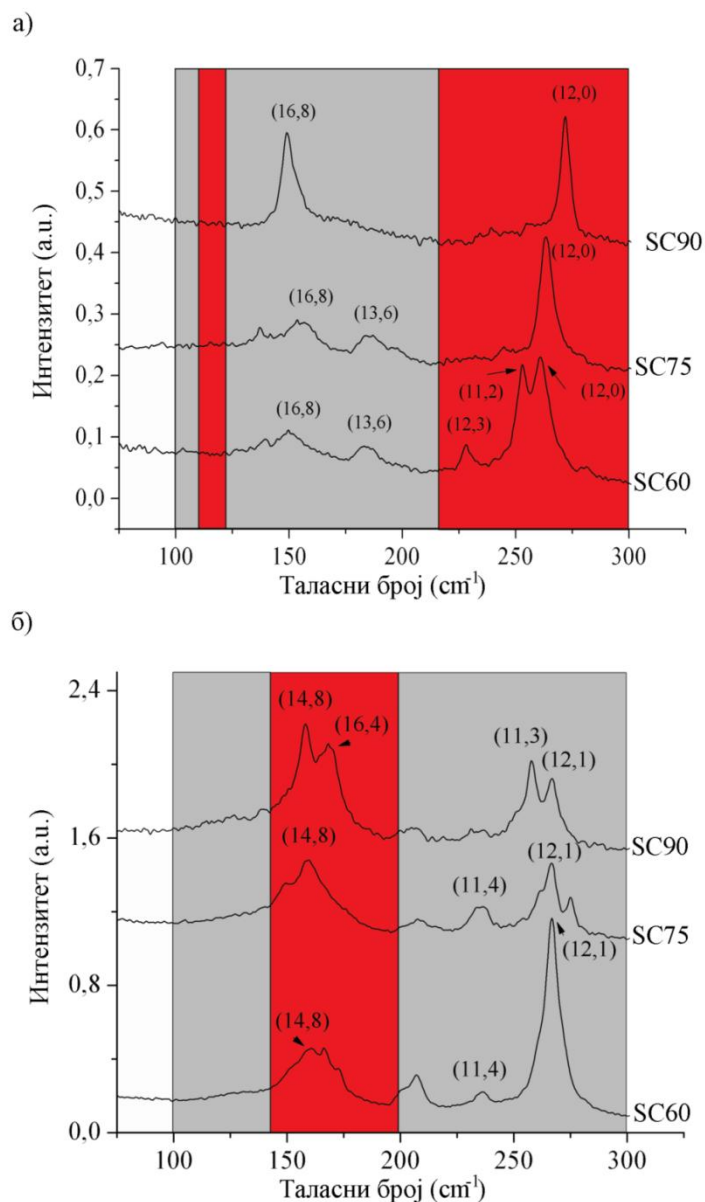 а)
0,7
0,6
0,5
0,4
0,3
0,2
0,1
0,0
Интензитет (a.u.)
(16,8)
(12,0)
SC90
(16,8)
(13,6)
(12,0)
SC75
(16,8)
(13,6)
(12,3)
(11,2)
(12,0)
SC60
100 150 200 250 300
Таласни број (cm⁻¹)
б)
2,4
1,6
0,8
0,0
Интензитет (a.u.)
(14,8)
(16,4)
(11,3)
(12,1)
SC90
(14,8)
(11,4)
(12,1)
SC75
(12,1)
(14,8)
(11,4)
SC60
100 150 200 250 300
Таласни број (cm⁻¹)